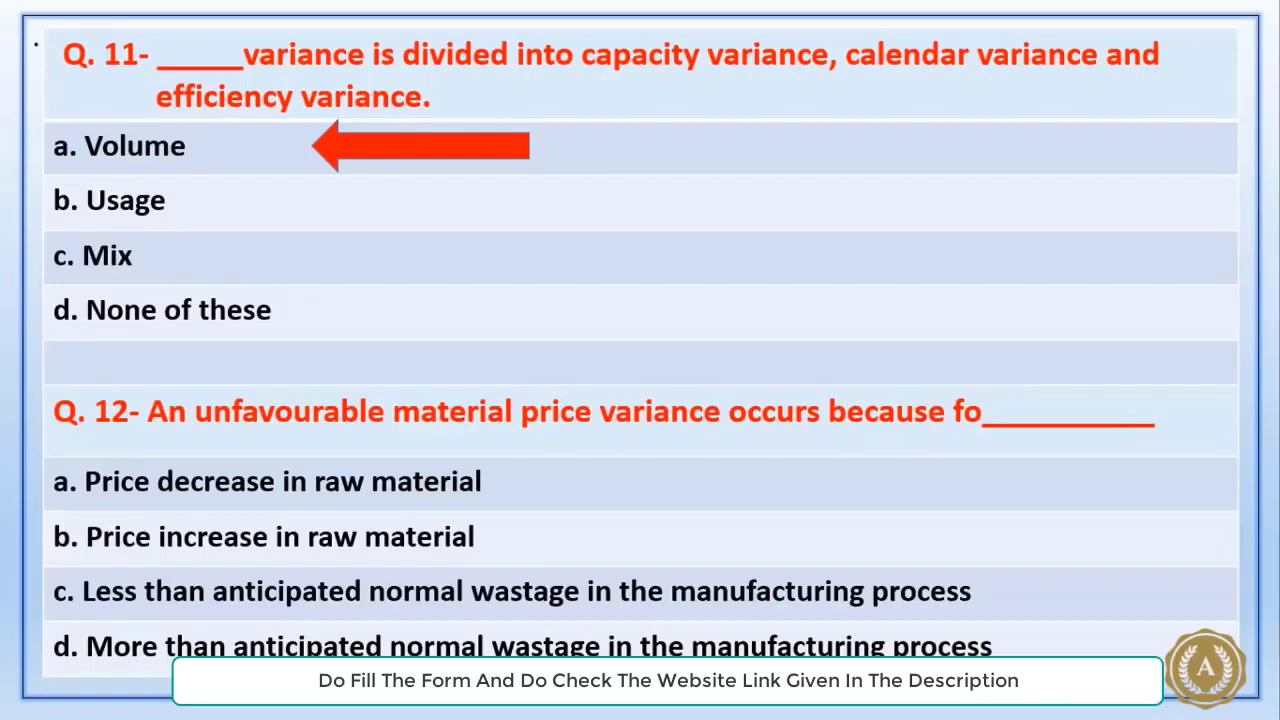 Q. 11- _____variance is divided into capacity variance, calendar variance and
efficiency variance.
a. Volume
b. Usage
c. Mix
d. None of these
Q. 12- An unfavourable material price variance occurs because fo__________
a. Price decrease in raw material
b. Price increase in raw material
c. Less than anticipated normal wastage in the manufacturing process
d. More than anticipated normal wastage in the manufacturing process
Do Fill The Form And Do Check The Website Link Given In The Description
A